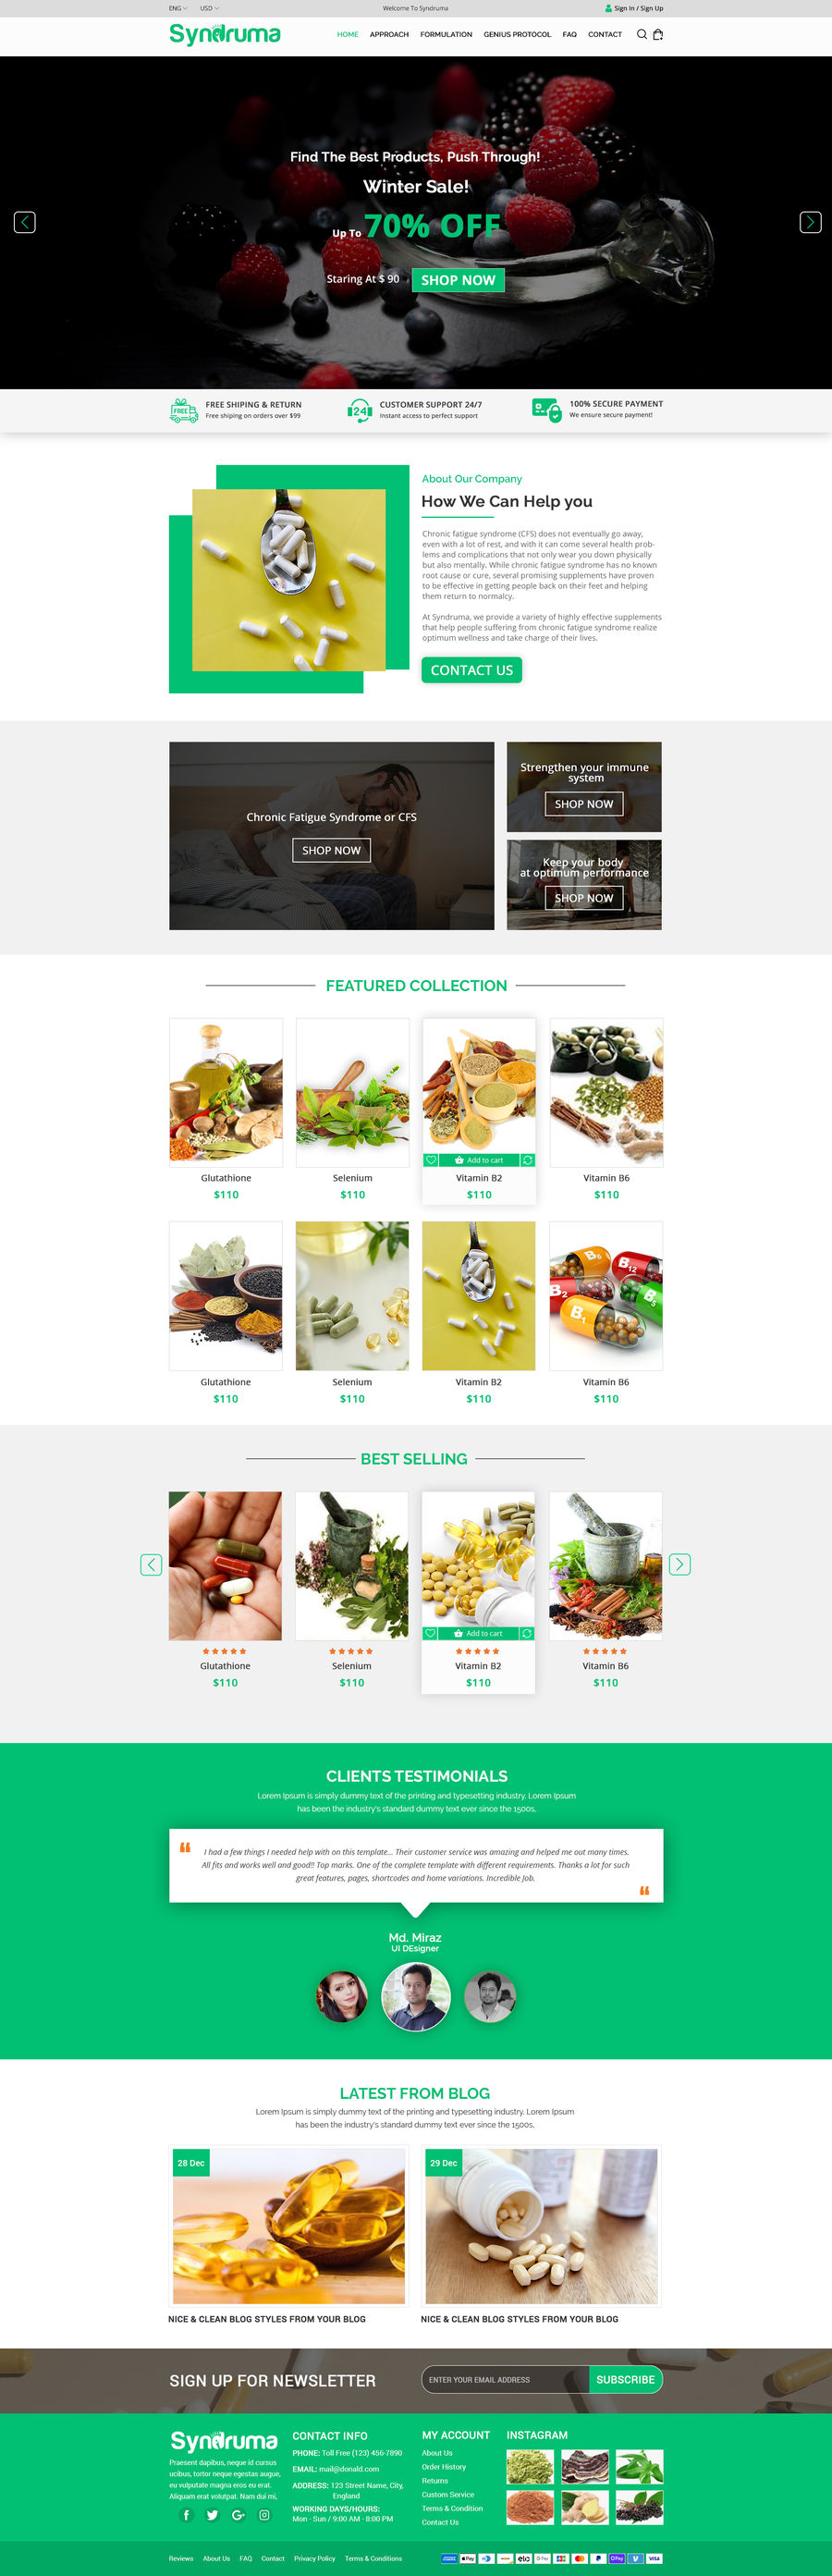 ENG USD Welcome To Syndruma Sign In / Sign Up
Syndruma
HOME APPROACH FORMULATION GENIUS PROTOCOL FAQ CONTACT
Find The Best Products, Push Through!
Winter Sale!
Up To 70% OFF
Staring At $ 90 SHOP NOW
FREE
FREE SHIPING & RETURN
Free shiping on orders over $99
24
CUSTOMER SUPPORT 24/7
Instant access to perfect support
100% SECURE PAYMENT
We ensure secure payment!
About Our Company
How We Can Help you
Chronic fatigue syndrome (CFS) does not eventually go away,
even with a lot of rest, and with it can come several health prob-
lems and complications that not only wear you down physically
but also mentally. While chronic fatigue syndrome has no known
root cause or cure, several promising supplements have proven
to be effective in getting people back on their feet and helping
them return to normalcy.
At Syndruma, we provide a variety of highly effective supplements
that help people suffering from chronic fatigue syndrome realize
optimum wellness and take charge of their lives.
CONTACT US
Chronic Fatigue Syndrome or CFS
SHOP NOW
Strengthen your immune
system
SHOP NOW
Keep your body
at optimum performance
SHOP NOW
FEATURED COLLECTION
Add to cart
Glutathione Selenium Vitamin B2 Vitamin B6
$110 $110 $110 $110
B6
B12
B2
B5
B1
Glutathione Selenium Vitamin B2 Vitamin B6
$110 $110 $110 $110
BEST SELLING
Add to cart
Glutathione Selenium Vitamin B2 Vitamin B6
$110 $110 $110 $110
CLIENTS TESTIMONIALS
Lorem Ipsum is simply dummy text of the printing and typesetting industry. Lorem Ipsum
has been the industry's standard dummy text ever since the 1500s,
I had a few things I needed help with on this template... Their customer service was amazing and helped me out many times.
All fits and works well and good!! Top marks. One of the complete template with different requirements. Thanks a lot for such
great features, pages, shortcodes and home variations. Incredible Job.
Md. Miraz
UI DEsigner
LATEST FROM BLOG
Lorem Ipsum is simply dummy text of the printing and typesetting industry. Lorem Ipsum
has been the industry's standard dummy text ever since the 1500s,
28 Dec
29 Dec
NICE & CLEAN BLOG STYLES FROM YOUR BLOG
NICE & CLEAN BLOG STYLES FROM YOUR BLOG
SIGN UP FOR NEWSLETTER
ENTER YOUR EMAIL ADDRESS SUBSCRIBE
Syndruma
Praesent dapibus, neque id cursus
ucibus, tortor neque egestas augue,
eu vulputate magna eros eu erat.
Aliquam erat volutpat. Nam dui mi,
CONTACT INFO
PHONE: Toll Free (123) 456-7890
EMAIL: mail@donald.com
ADDRESS: 123 Street Name, City,
England
WORKING DAYS/HOURS:
Mon - Sun / 9:00 AM - 8:00 PM
MY ACCOUNT
About Us
Order History
Returns
Custom Service
Terms & Condition
Contact Us
INSTAGRAM
Reviews About Us FAQ Contact Privacy Policy Terms & Conditions
Pay elo G Pay JCB Pay VISA